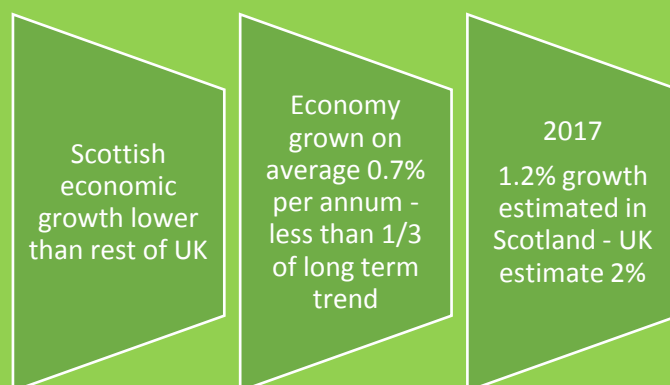 Scottish
economic
growth lower
than rest of UK
Economy
grown on
average 0.7%
per annum -
less than 1/3
of long term
trend
2017
1.2% growth
estimated in
Scotland - UK
estimate 2%